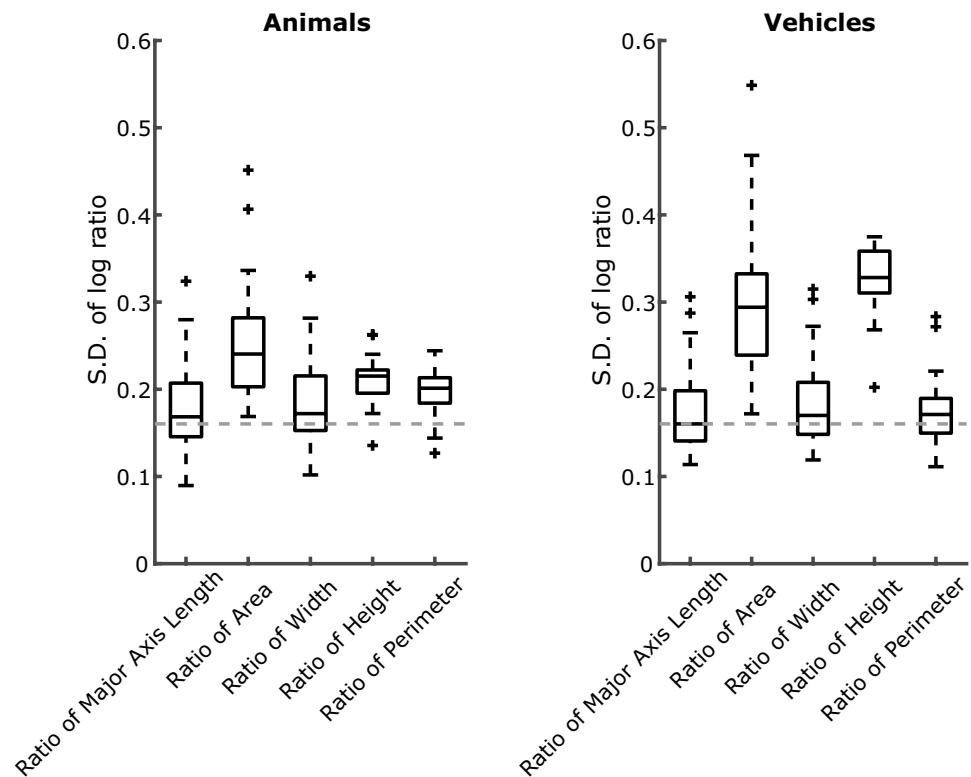 Animals
S.D. of log ratio
0.6
0.5
0.4
0.3
0.2
0.1
0
Ratio of Major Axis Length
Ratio of Area
Ratio of Width
Ratio of Height
Ratio of Perimeter
Vehicles
S.D. of log ratio
0.6
0.5
0.4
0.3
0.2
0.1
0
Ratio of Major Axis Length
Ratio of Area
Ratio of Width
Ratio of Height
Ratio of Perimeter